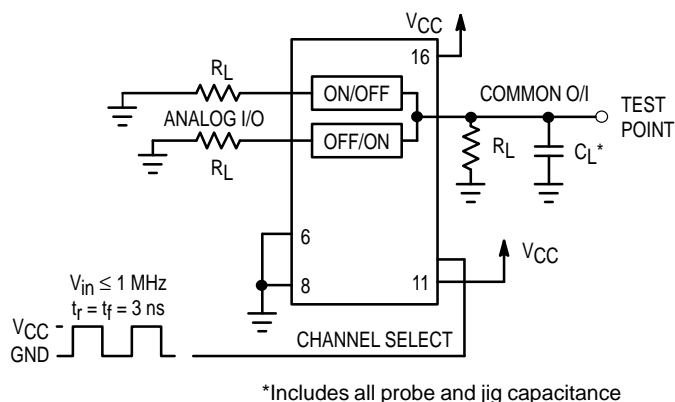 VCC
16
RL
ON/OFF
COMMON O/I
TEST
POINT
ANALOG I/O
OFF/ON
RL
RL
CL*
6
VCC
8
11
Vin ≤ 1 MHz
tr = tf = 3 ns
VCC
GND
CHANNEL SELECT
*Includes all probe and jig capacitance